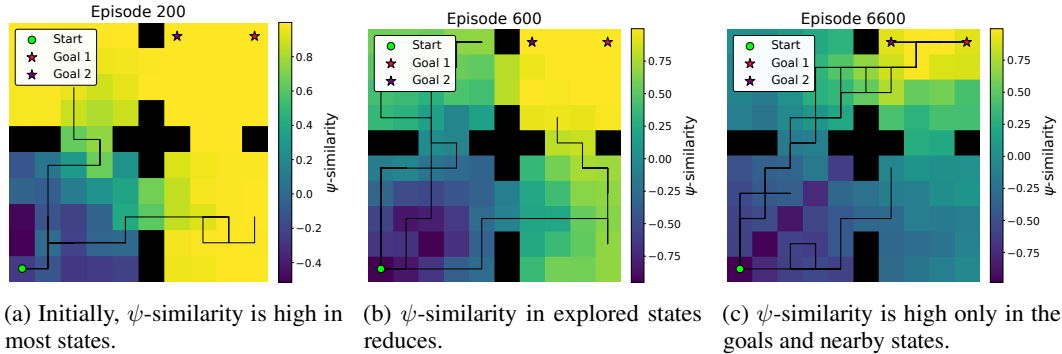 Episode 200
Start
Goal 1
Goal 2
0.8
0.6
0.4
0.2
0.0
−0.2
−0.4
ψ-similarity
Episode 600
Start
Goal 1
Goal 2
0.75
0.50
0.25
0.00
−0.25
−0.50
−0.75
ψ-similarity
Episode 6600
Start
Goal 1
Goal 2
0.75
0.50
0.25
0.00
−0.25
−0.50
−0.75
ψ-similarity
(a) Initially, ψ-similarity is high in
most states.
(b) ψ-similarity in explored states
reduces.
(c) ψ-similarity is high only in the
goals and nearby states.